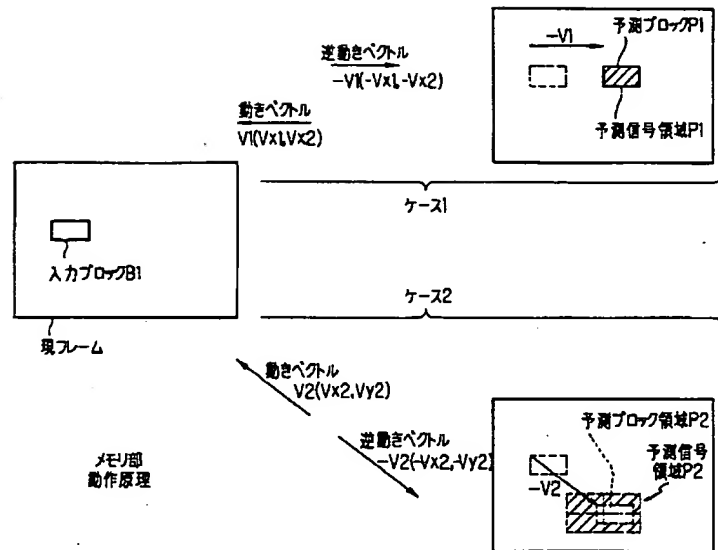 予測ブロックP1
-V1
逆動きベクトル
-V1(-Vx1,-Vx2)
動きベクトル
V1(Vx1,Vx2)
予測信号領域P1
ケース1
入力ブロックB1
ケース2
現フレーム
動きベクトル
V2(Vx2,Vy2)
逆動きベクトル
-V2(-Vx2,-Vy2)
メモリ部
動作原理
予測ブロック領域P2
予測信号
領域P2
-V2